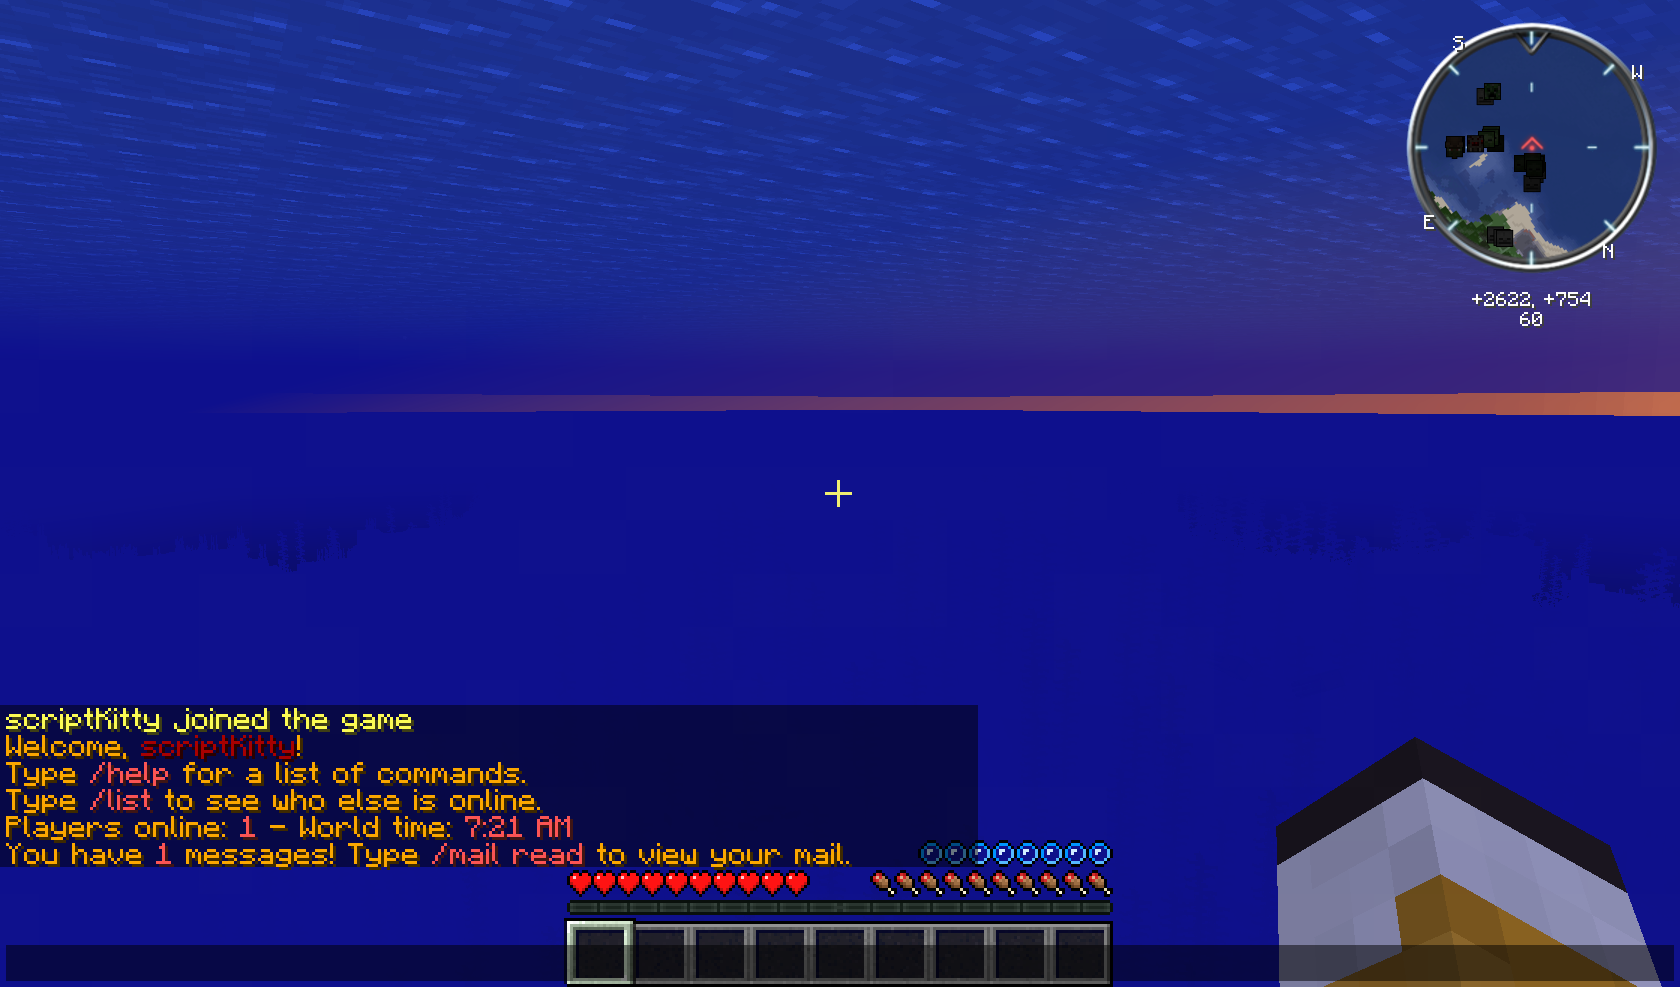 S
W
E
N
+2622, +754
60
scriptKitty joined the game
Welcome, scriptKitty!
Type /help for a list of commands.
Type /list to see who else is online.
Players online: 1 - World time: 7:21 AM
You have 1 messages! Type /mail read to view your mail.